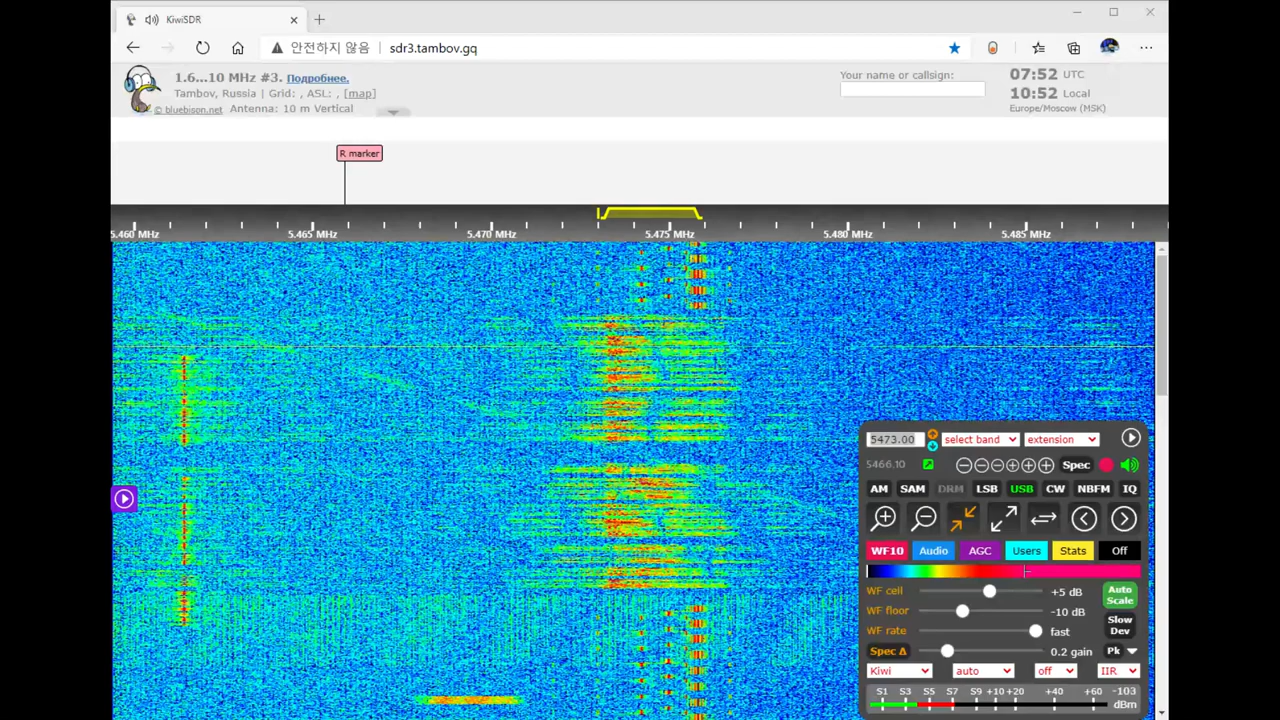 KiwiSDR
안전하지 않음 sdr3.tambov.gq
1.6...10 MHz #3. Подробнее.
Tambov, Russia | Grid: , ASL: , [map]
© bluebison.net Antenna: 10 m Vertical
Your name or callsign:
07:52 UTC
10:52 Local
Europe/Moscow (MSK)
R marker
5.460 MHz 5.465 MHz 5.470 MHz 5.475 MHz 5.480 MHz 5.485 MHz
5473.00 select band extension
5466.10 Spec
AM SAM DRM LSB USB CW NBFM IQ
WF10 Audio AGC Users Stats Off
WF ceil +5 dB Auto Scale
WF floor -10 dB
WF rate fast Slow Dev
Spec Δ 0.2 gain Pk
Kiwi auto off IIR
S1 S3 S5 S7 S9 +10 +20 +40 +60 -103 dBm